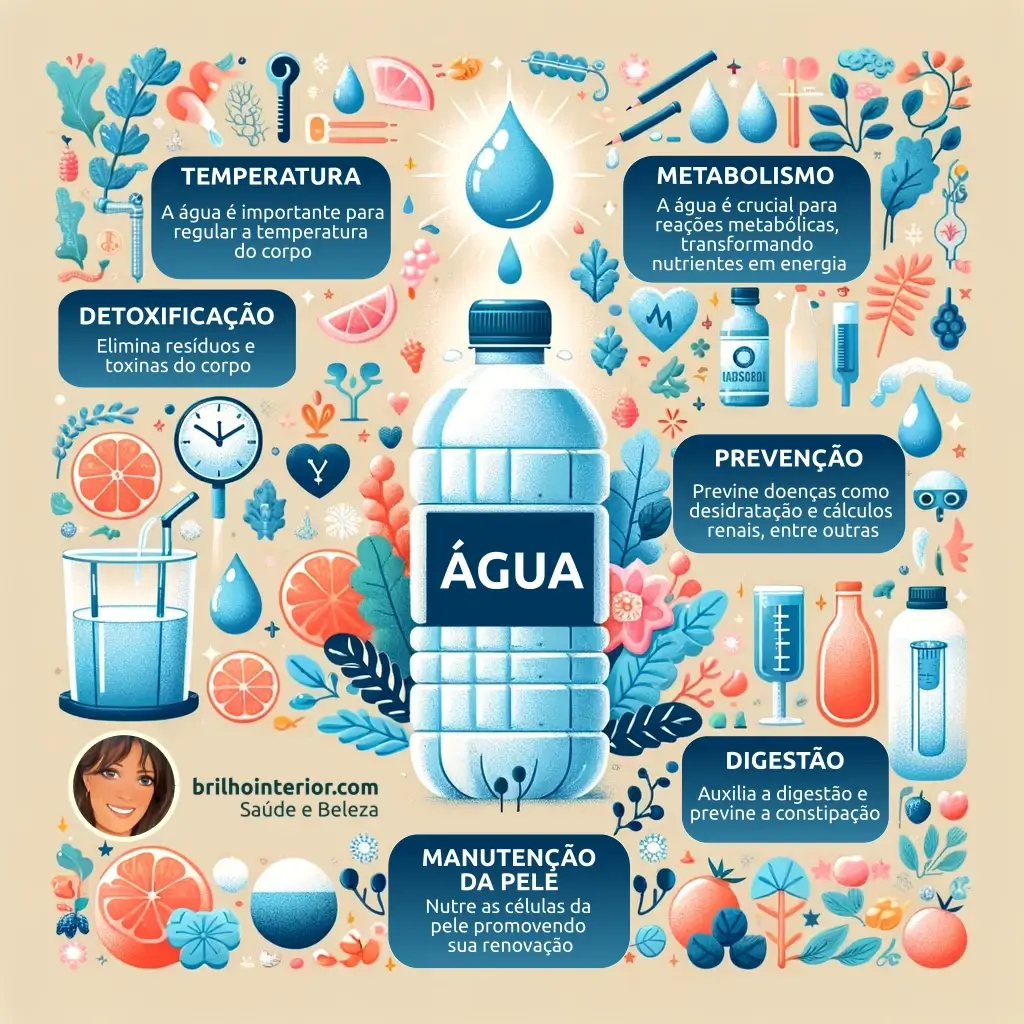 TEMPERATURA
A água é importante para
regular a temperatura
do corpo
METABOLISMO
A água é crucial para
reações metabólicas,
transformando
nutrientes em energia
DETOXIFICAÇÃO
Elimina resíduos e
toxinas do corpo
PREVENÇÃO
Previne doenças como
desidratação e cálculos
renais, entre outras
ÁGUA
DIGESTÃO
Auxilia a digestão e
previne a constipação
brilhointerior.com
Saúde e Beleza
MANUTENÇÃO
DA PELE
Nutre as células da
pele promovendo
sua renovação